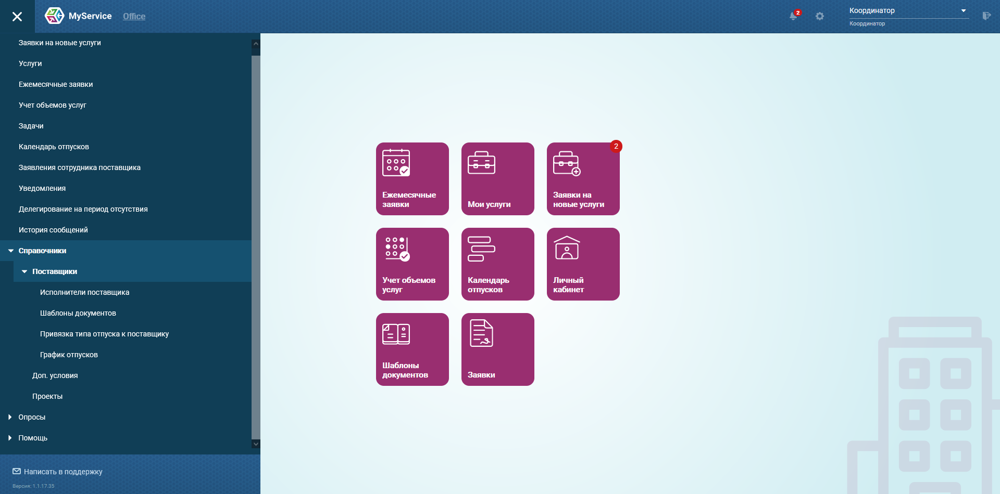 MyService Office
2
Координатор
Координатор
Заявки на новые услуги
Услуги
Ежемесячные заявки
Учет объемов услуг
Задачи
Календарь отпусков
Заявления сотрудника поставщика
Уведомления
Делегирование на период отсутствия
История сообщений
Справочники
Поставщики
Исполнители поставщика
Шаблоны документов
Привязка типа отпуска к поставщику
График отпусков
Доп. условия
Проекты
Опросы
Помощь
Написать в поддержку
Версия: 1.1.17.35
Ежемесячные
заявки
Мои услуги
2
Заявки на
новые услуги
Учет объемов
услуг
Календарь
отпусков
Личный
кабинет
Шаблоны
документов
Заявки